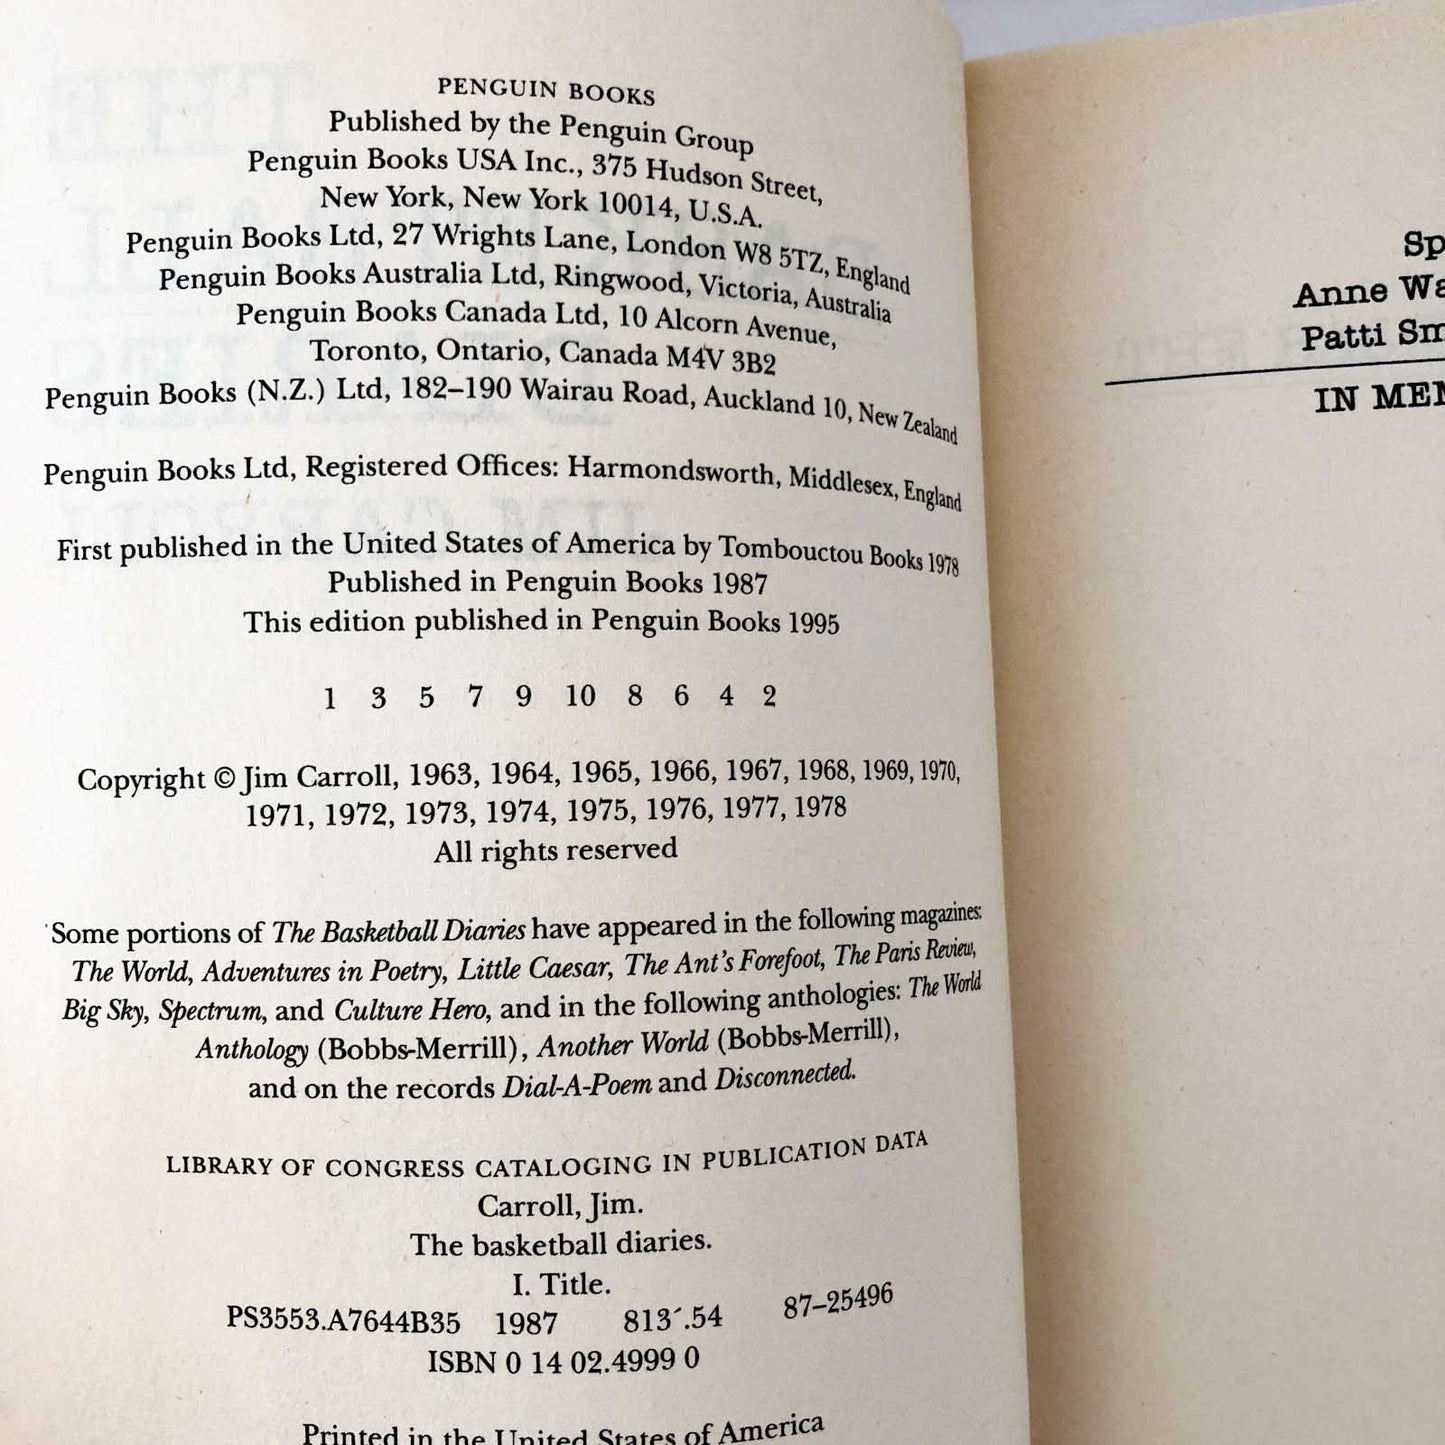 PENGUIN BOOKS
Published by the Penguin Group
Penguin Books USA Inc., 375 Hudson Street,
New York, New York 10014, U.S.A.
Penguin Books Ltd, 27 Wrights Lane, London W8 5TZ, England
Penguin Books Australia Ltd, Ringwood, Victoria, Australia
Penguin Books Canada Ltd, 10 Alcorn Avenue,
Toronto, Ontario, Canada M4V 3B2
Penguin Books (N.Z.) Ltd, 182–190 Wairau Road, Auckland 10, New Zealand
Penguin Books Ltd, Registered Offices: Harmondsworth, Middlesex, England
First published in the United States of America by Tombouctou Books 1978
Published in Penguin Books 1987
This edition published in Penguin Books 1995
1 3 5 7 9 10 8 6 4 2
Copyright © Jim Carroll, 1963, 1964, 1965, 1966, 1967, 1968, 1969, 1970,
1971, 1972, 1973, 1974, 1975, 1976, 1977, 1978
All rights reserved
Some portions of The Basketball Diaries have appeared in the following magazines:
The World, Adventures in Poetry, Little Caesar, The Ant's Forefoot, The Paris Review,
Big Sky, Spectrum, and Culture Hero, and in the following anthologies: The World
Anthology (Bobbs-Merrill), Another World (Bobbs-Merrill),
and on the records Dial-A-Poem and Disconnected.
LIBRARY OF CONGRESS CATALOGING IN PUBLICATION DATA
Carroll, Jim.
The basketball diaries.
I. Title.
PS3553.A7644B35 1987 813´.54 87–25496
ISBN 0 14 02.4999 0
Printed in the United States of America
Sp
Anne Wa
Patti Sm
IN MEM